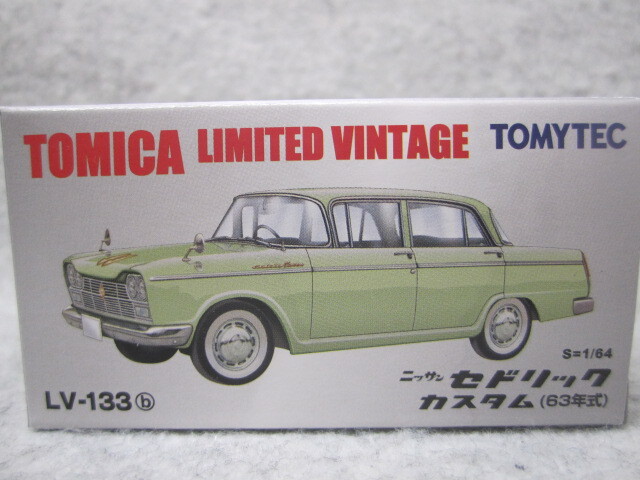 TOMICA LIMITED VINTAGE TOMYTEC
S=1/64
LV-133 ⓑ
ニッサン セドリック
カスタム (63年式)